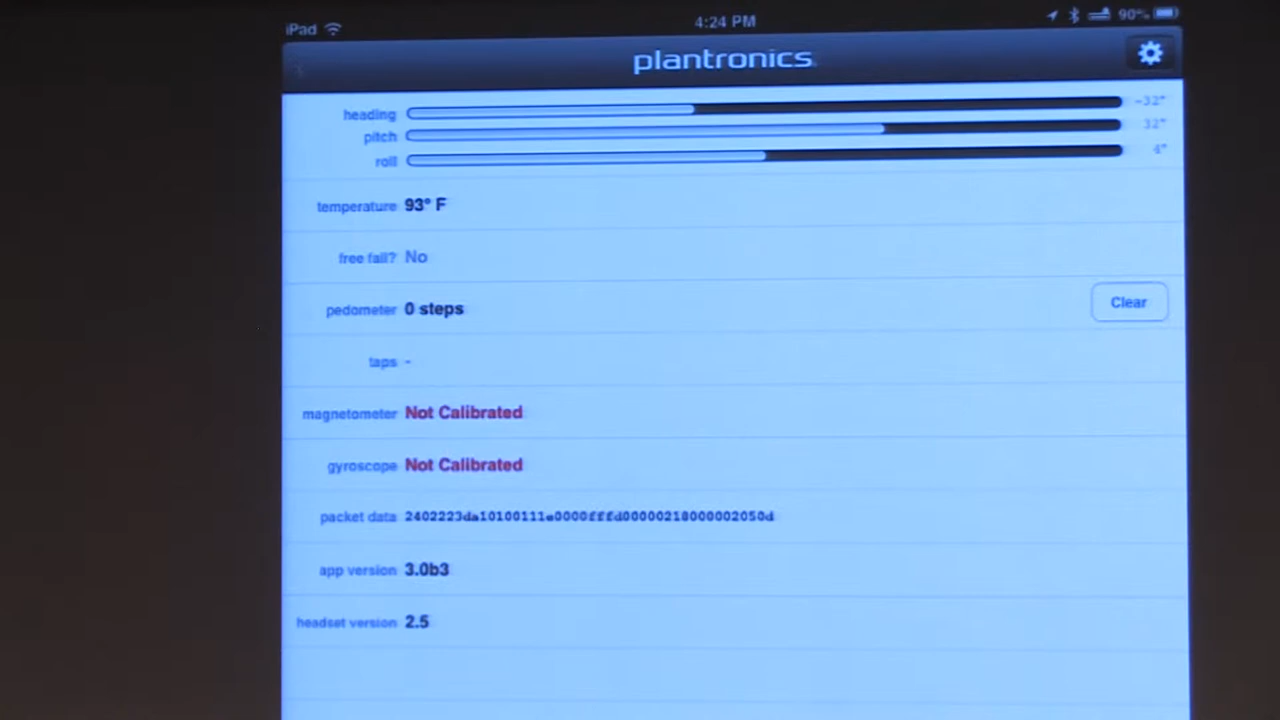 iPad 4:24 PM 90%
plantronics
heading -32°
pitch 32°
roll 4°
temperature 93° F
free fall? No
pedometer 0 steps Clear
taps -
magnetometer Not Calibrated
gyroscope Not Calibrated
packet data 2402223da10100111e0000fffd00000218000002050d
app version 3.0b3
headset version 2.5